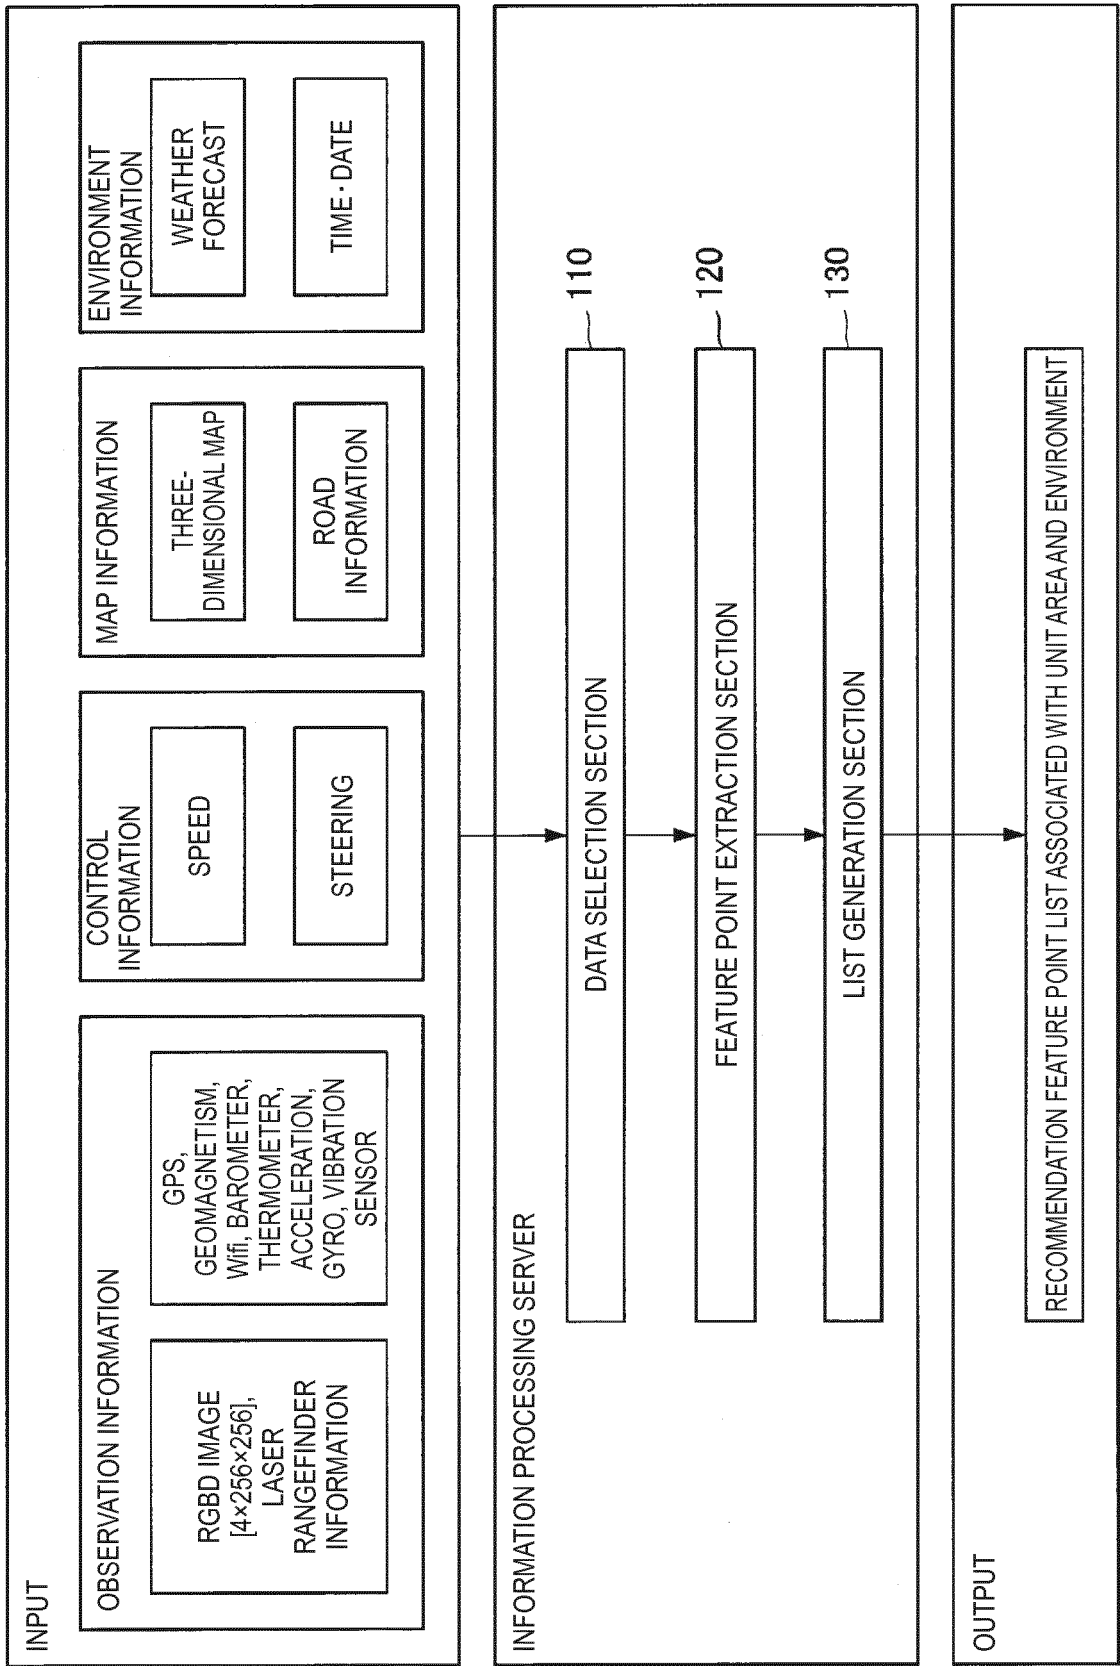 INPUT
OBSERVATION INFORMATION
RGBD IMAGE
[4×256×256],
LASER
RANGEFINDER
INFORMATION
GPS,
GEOMAGNETISM,
Wifi, BAROMETER,
THERMOMETER,
ACCELERATION,
GYRO, VIBRATION
SENSOR
CONTROL
INFORMATION
SPEED
STEERING
MAP INFORMATION
THREE-
DIMENSIONAL MAP
ROAD
INFORMATION
ENVIRONMENT
INFORMATION
WEATHER
FORECAST
TIME·DATE
INFORMATION PROCESSING SERVER
DATA SELECTION SECTION
110
FEATURE POINT EXTRACTION SECTION
120
LIST GENERATION SECTION
130
OUTPUT
RECOMMENDATION FEATURE POINT LIST ASSOCIATED WITH UNIT AREA AND ENVIRONMENT